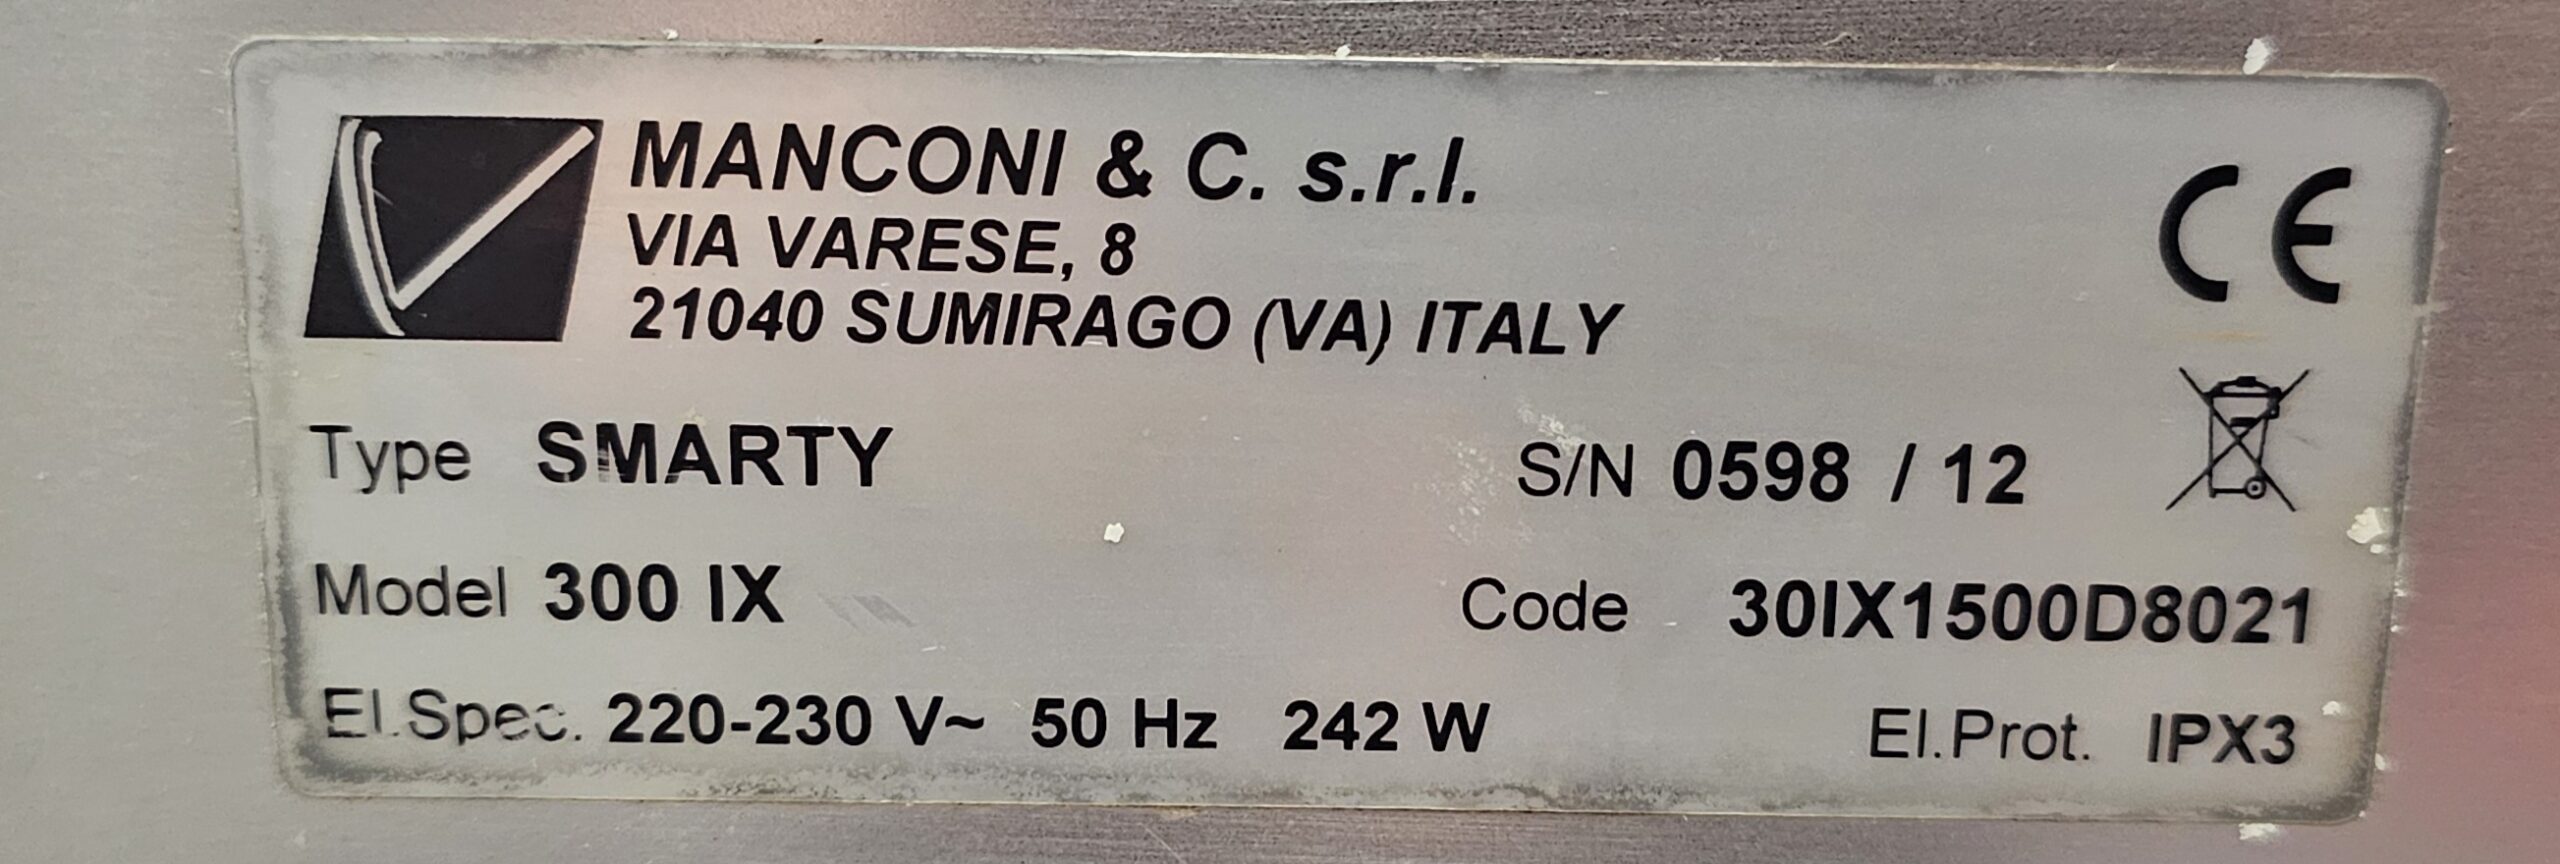 MANCONI & C. s.r.l.
VIA VARESE, 8
21040 SUMIRAGO (VA) ITALY
CE
Type SMARTY
S/N 0598 / 12
Model 300 IX
Code 30IX1500D8021
El.Spec. 220-230 V~ 50 Hz 242 W
El.Prot. IPX3